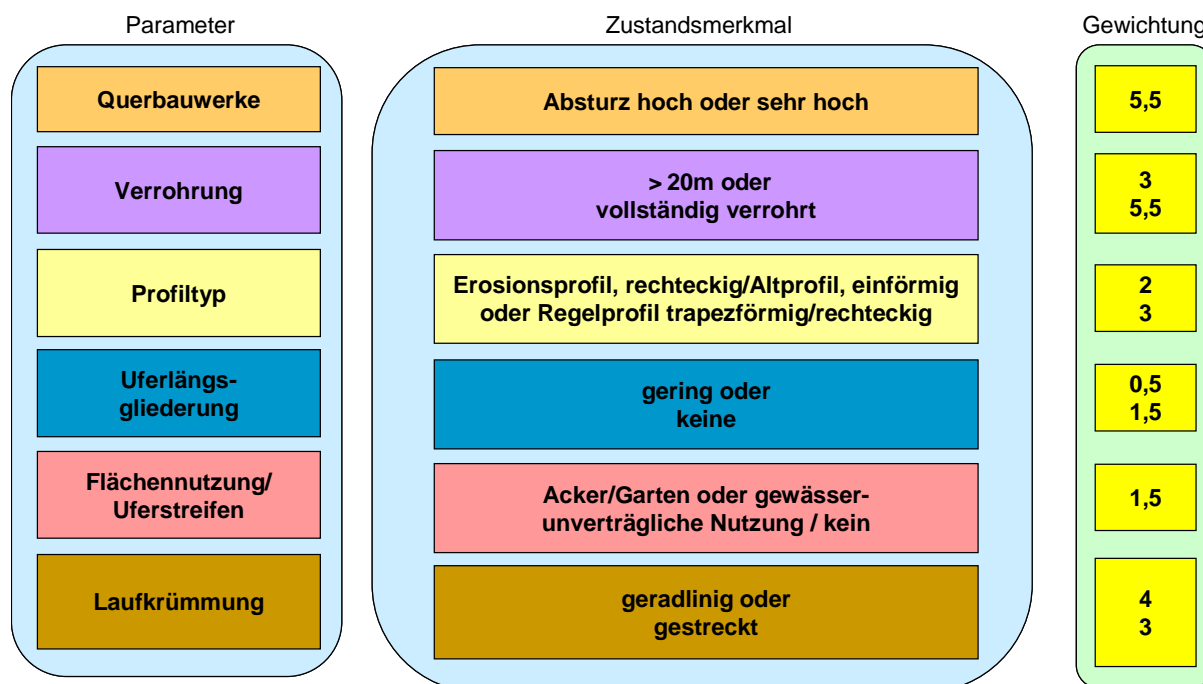 Parameter
Zustandsmerkmal
Gewichtung
Querbauwerke
Absturz hoch oder sehr hoch
5,5
Verrohrung
> 20m oder
vollständig verrohrt
3
5,5
Profiltyp
Erosionsprofil, rechteckig/Altprofil, einförmig
oder Regelprofil trapezförmig/rechteckig
2
3
Uferlängs-
gliederung
gering oder
keine
0,5
1,5
Flächennutzung/
Uferstreifen
Acker/Garten oder gewässer-
unverträgliche Nutzung / kein
1,5
Laufkrümmung
geradlinig oder
gestreckt
4
3